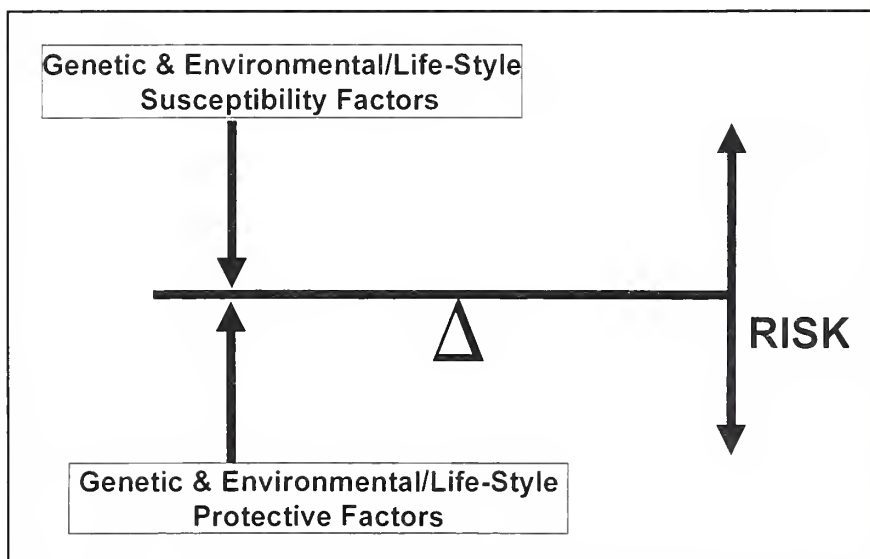 Genetic & Environmental/Life-Style
Susceptibility Factors
RISK
Genetic & Environmental/Life-Style
Protective Factors